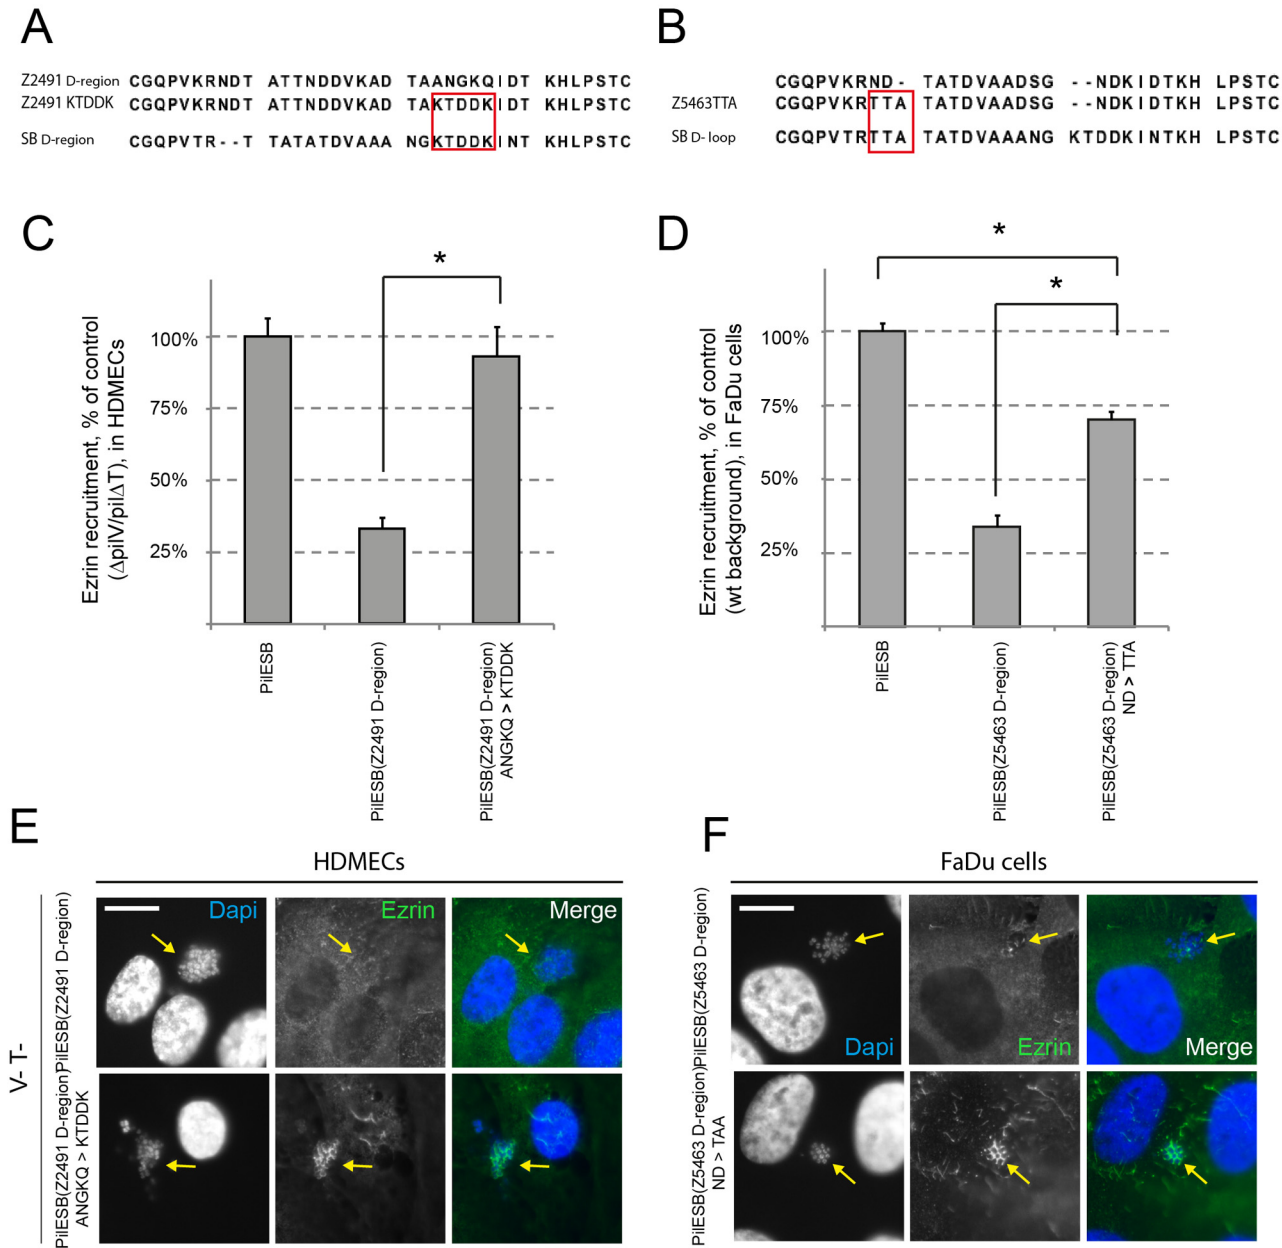 A
Z2491 D-region CGQPVKRNDT ATTNDDVKAD TAANGKQIDT KHLPSTC
Z2491 KTDDK CGQPVKRNDT ATTNDDVKAD TAKTDDKIDT KHLPSTC
SB D-region CGQPVTR--T TATATDVAAA NGKTDDKINT KHLPSTC
B
CGQPVKRND- TATDVAADSG --NDKIDTKH LPSTC
Z5463TTA CGQPVKRTTA TATDVAADSG --NDKIDTKH LPSTC
SB D-loop CGQPVTRTTA TATDVAAANG KTDDKINTKH LPSTC
C
Ezrin recruitment, % of control
(ΔpilV/pilΔT), in HDMECs
100%
75%
50%
25%
*
PilESB
PilESB(Z2491 D-region)
PilESB(Z2491 D-region)
ANGKQ > KTDDK
D
Ezrin recruitment, % of control
(wt background), in FaDu cells
100%
75%
50%
25%
*
*
PilESB
PilESB(Z5463 D-region)
PilESB(Z5463 D-region)
ND > TTA
E
HDMECs
V- T-
PilESB(Z2491 D-region)
Dapi
Ezrin
Merge
PilESB(Z2491 D-region)
ANGKQ > KTDDK
F
FaDu cells
PilESB(Z5463 D-region)
Dapi
Ezrin
Merge
PilESB(Z5463 D-region)
ND > TAA